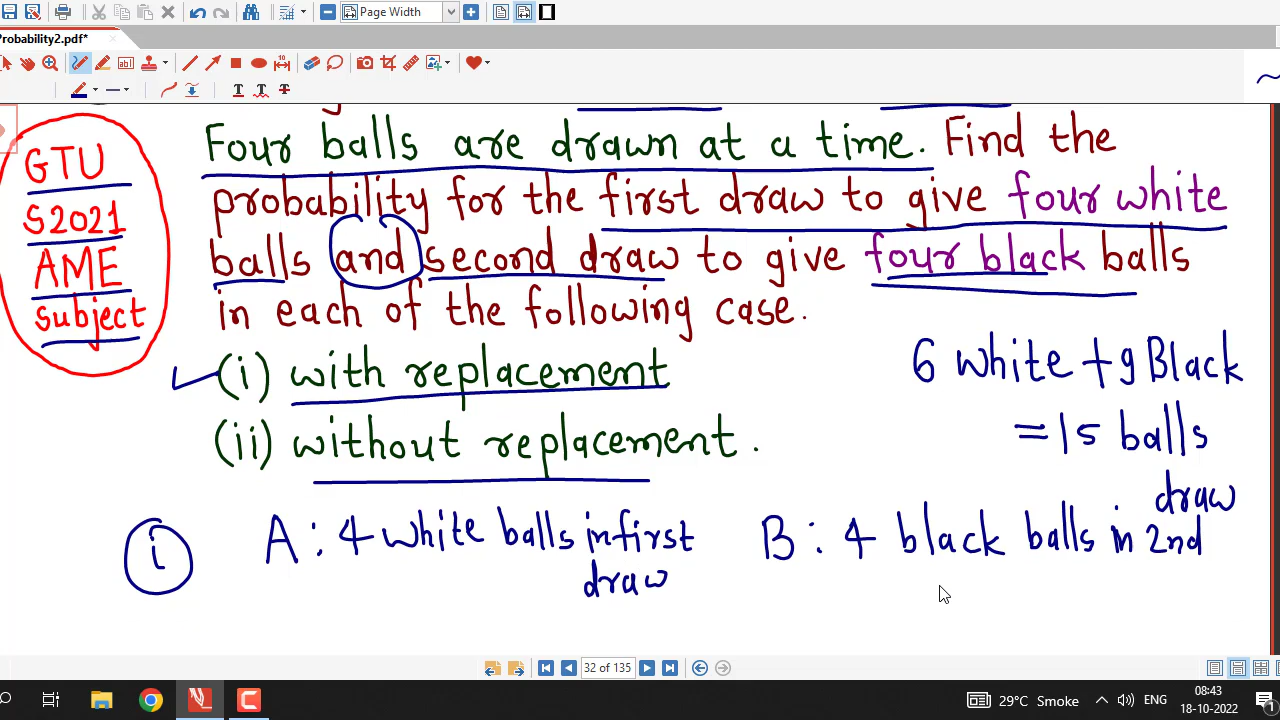 Page Width
Probability2.pdf*
GTU
S2021
AME
subject
Four balls are drawn at a time. Find the
probability for the first draw to give four white
balls and second draw to give four black balls
in each of the following case.
(i) with replacement
(ii) without replacement.
6 white + 9 Black
= 15 balls
i
A : 4 white balls in first
draw
B : 4 black balls in 2nd
draw
32 of 135
29°C Smoke
ENG
08:43
18-10-2022